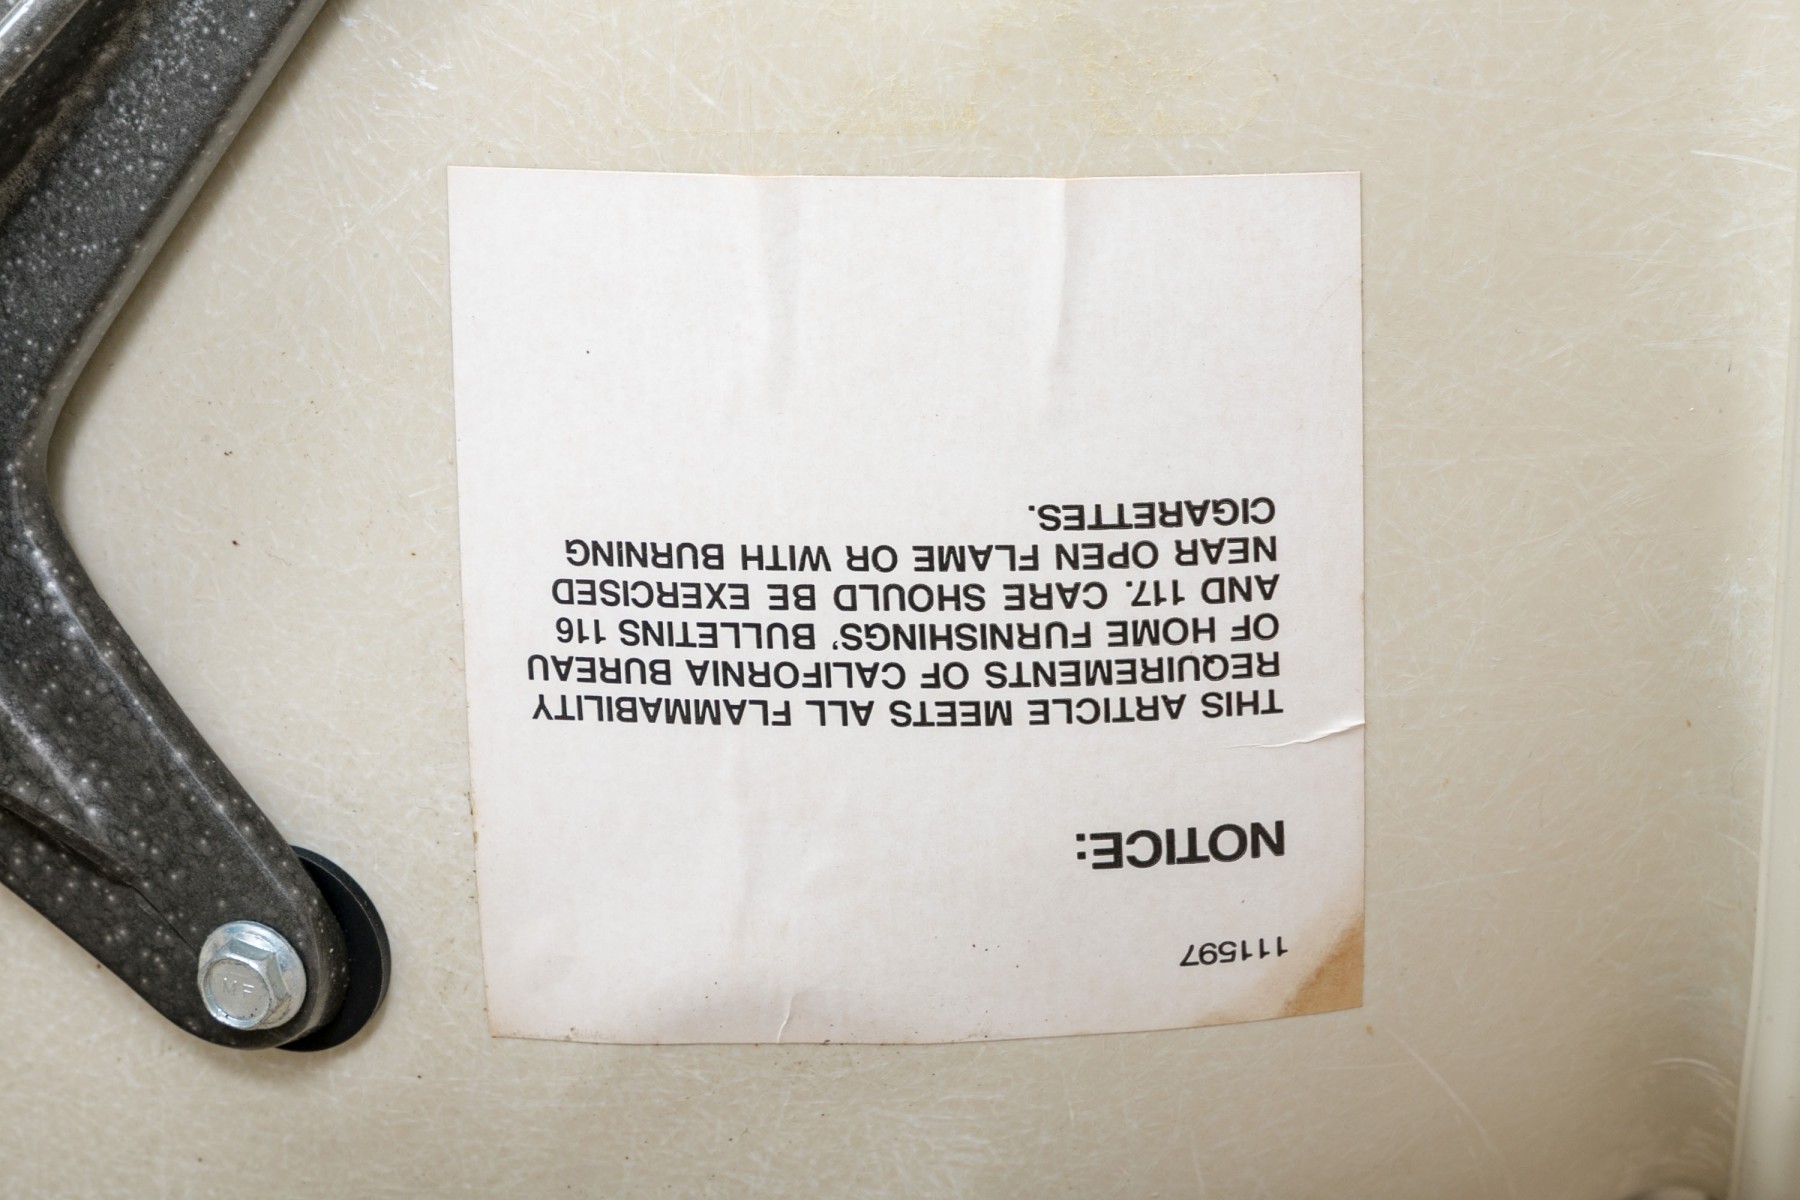 111597
NOTICE:
THIS ARTICLE MEETS ALL FLAMMABILITY
REQUIREMENTS OF CALIFORNIA BUREAU
OF HOME FURNISHINGS' BULLETINS 116
AND 117. CARE SHOULD BE EXERCISED
NEAR OPEN FLAME OR WITH BURNING
CIGARETTES.
MF